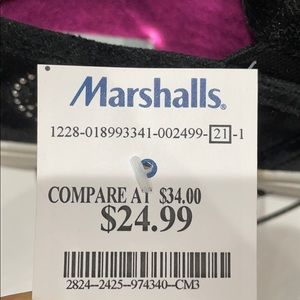 Marshalls.
1228-018993341-002499-21-1
COMPARE AT $34.00
$24.99
2824--2425--974340--CM3